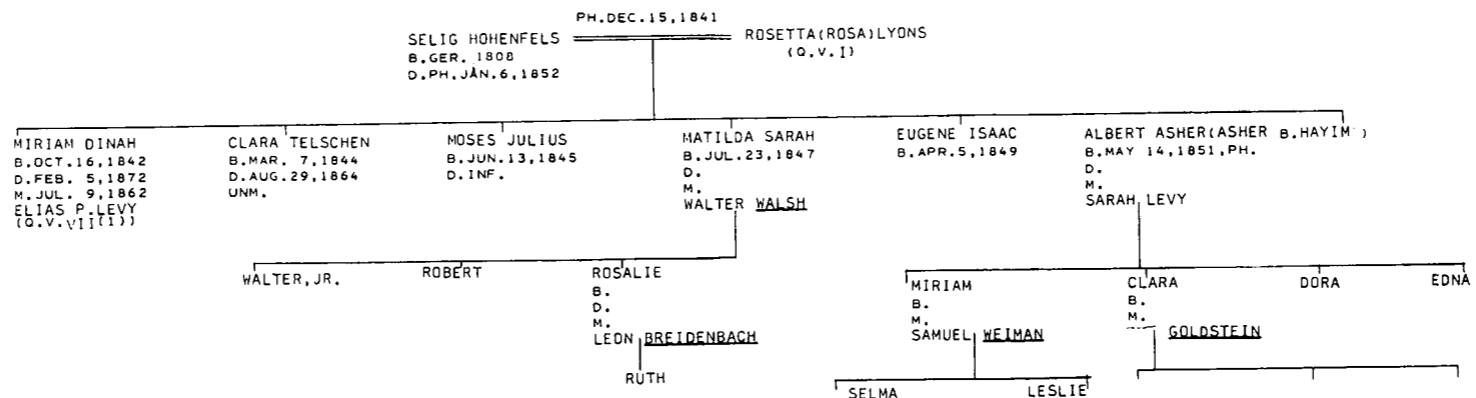 PH.DEC.15,1841
SELIG HOHENFELS
B.GER. 1808
D.PH.JAN.6,1852
ROSETTA(ROSA)LYONS
(Q.V.I)
MIRIAM DINAH
B.OCT.16,1842
D.FEB. 5,1872
M.JUL. 9,1862
ELIAS P.LEVY
(Q.V.VII(1))
CLARA TELSCHEN
B.MAR. 7,1844
D.AUG.29,1864
UNM.
MOSES JULIUS
B.JUN.13,1845
D.INF.
MATILDA SARAH
B.JUL.23,1847
D.
M.
WALTER WALSH
EUGENE ISAAC
B.APR.5,1849
ALBERT ASHER(ASHER B.HAYIM)
B.MAY 14,1851,PH.
D.
M.
SARAH LEVY
WALTER,JR.
ROBERT
ROSALIE
B.
D.
M.
LEON BREIDENBACH
RUTH
MIRIAM
B.
M.
SAMUEL WEIMAN
SELMA
LESLIE
CLARA
B.
M.
GOLDSTEIN
DORA
EDNA